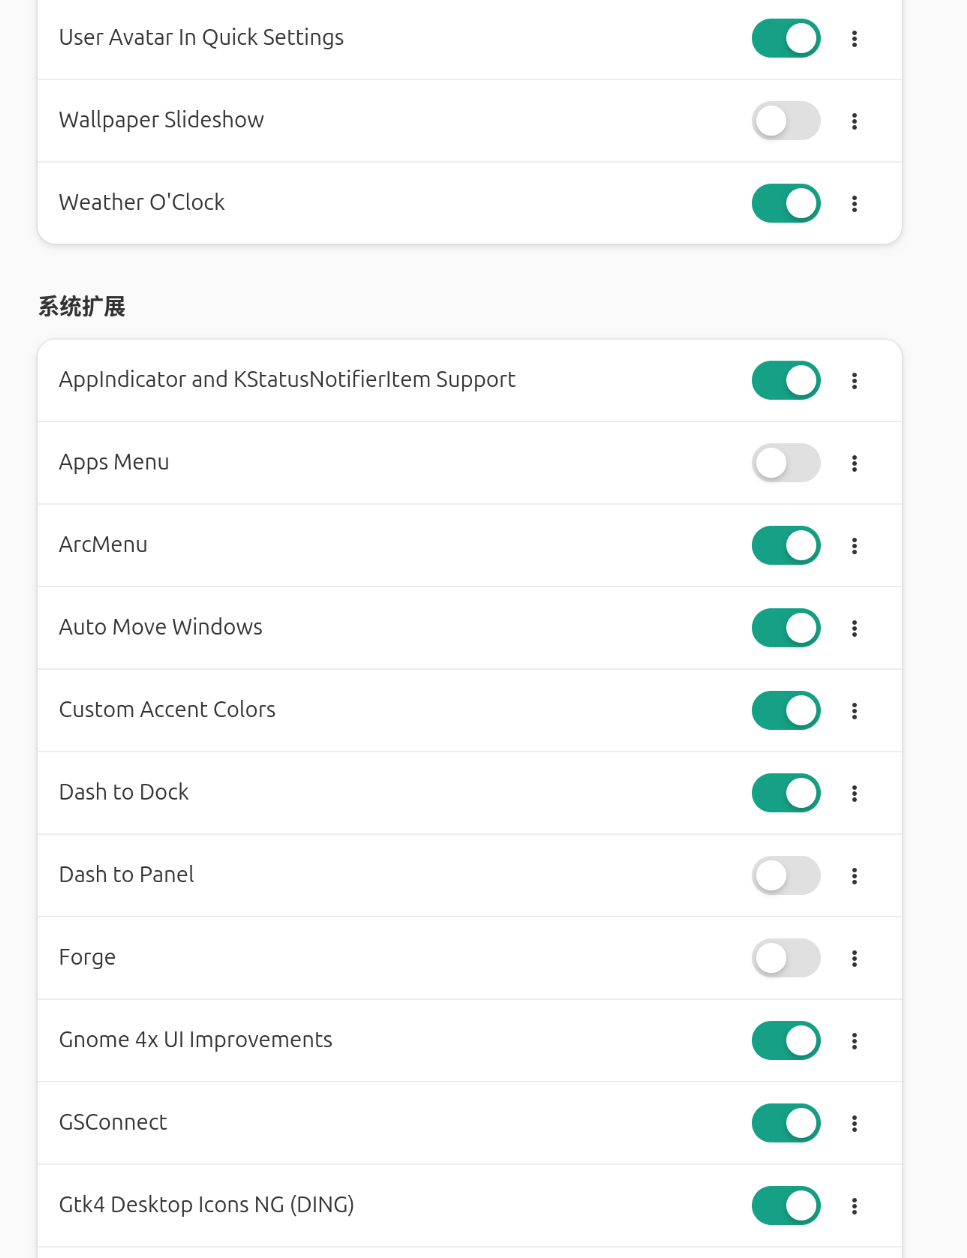 User Avatar In Quick Settings
Wallpaper Slideshow
Weather O'Clock
系统扩展
AppIndicator and KStatusNotifierItem Support
Apps Menu
ArcMenu
Auto Move Windows
Custom Accent Colors
Dash to Dock
Dash to Panel
Forge
Gnome 4x UI Improvements
GSConnect
Gtk4 Desktop Icons NG (DING)